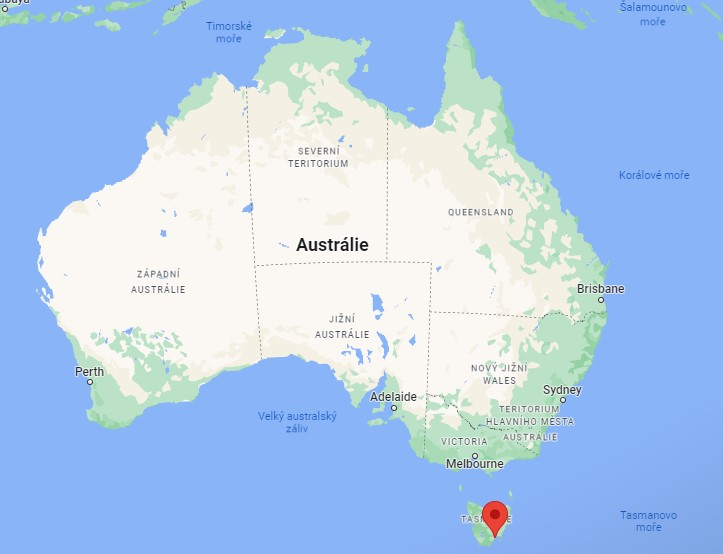 Timorské
moře
Šalamounovo
moře
SEVERNÍ
TERITORIUM
Korálové moře
QUEENSLAND
Austrálie
ZÁPADNÍ
AUSTRÁLIE
Brisbane
JIŽNÍ
AUSTRÁLIE
Perth
NOVÝ JIŽNÍ
WALES
Sydney
Adelaide
TERITORIUM
HLAVNÍHO MĚSTA
AUSTRÁLIE
Velký australský
záliv
VICTORIA
Melbourne
Tasmanovo
moře